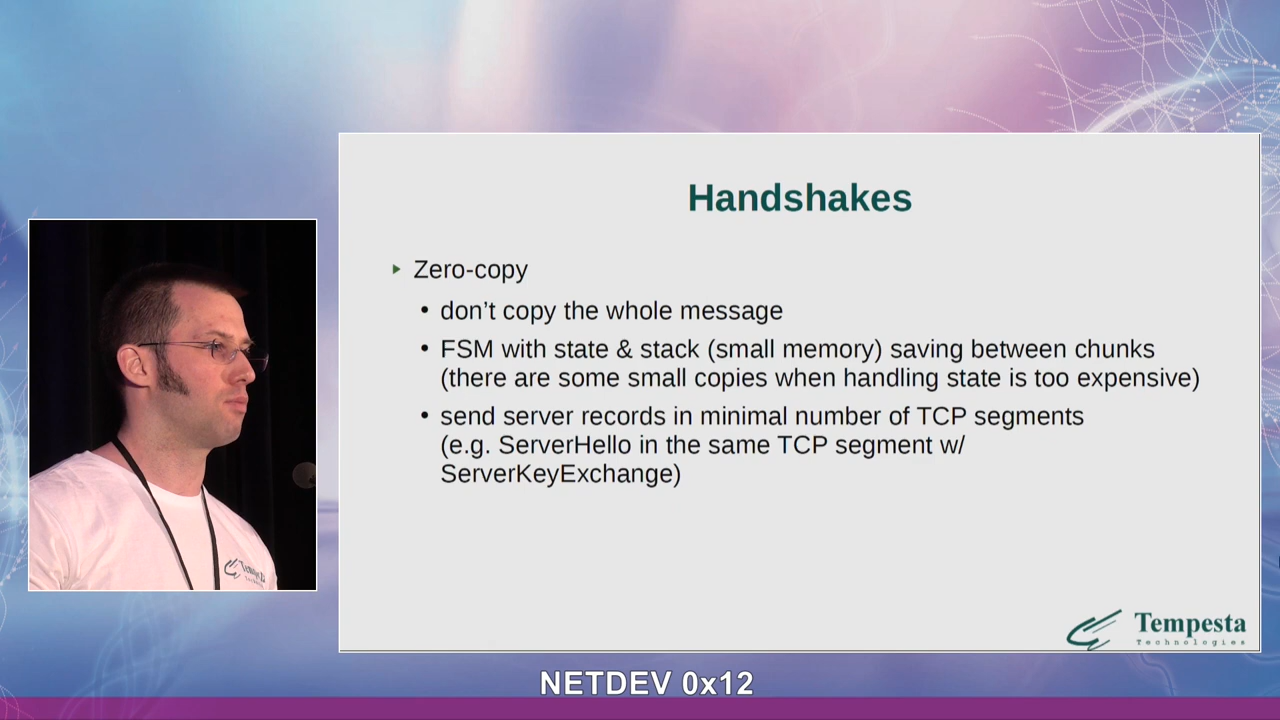 Handshakes
Zero-copy
don't copy the whole message
FSM with state & stack (small memory) saving between chunks
(there are some small copies when handling state is too expensive)
send server records in minimal number of TCP segments
(e.g. ServerHello in the same TCP segment w/
ServerKeyExchange)
Tempesta
Technologies
NETDEV 0x12